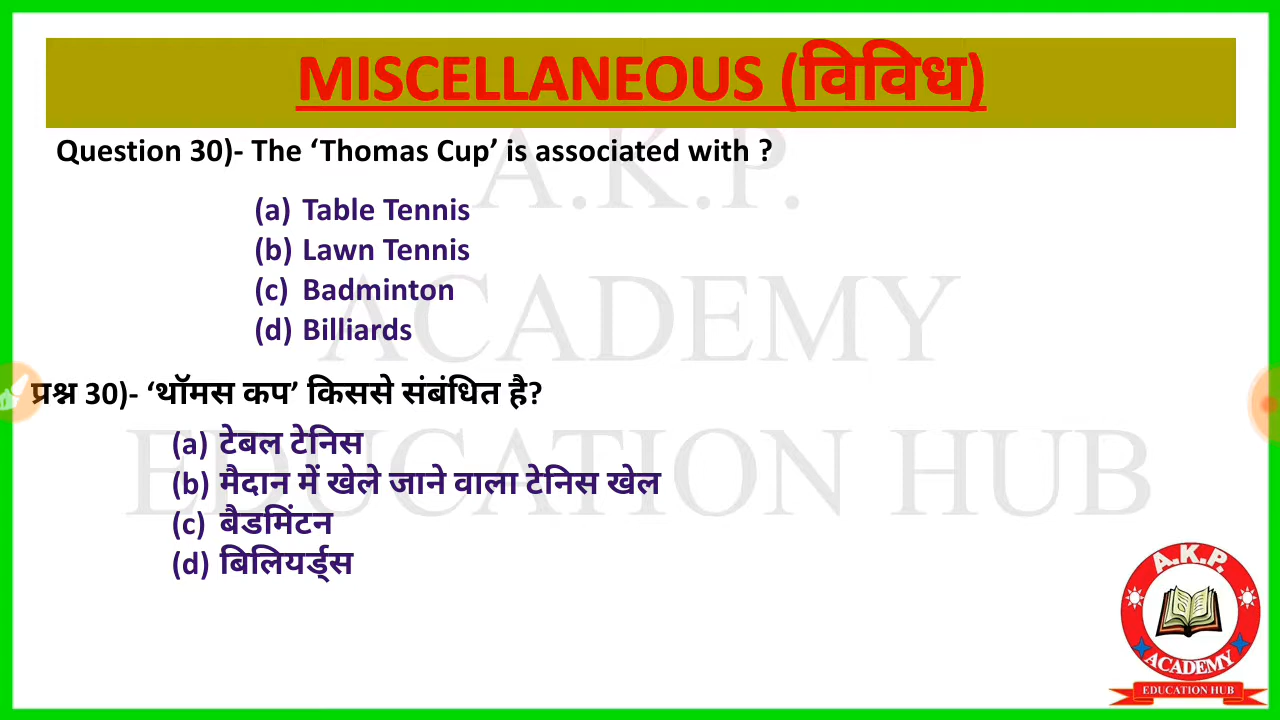 MISCELLANEOUS (विविध)
Question 30)- The ‘Thomas Cup’ is associated with ?
(a) Table Tennis
(b) Lawn Tennis
(c) Badminton
(d) Billiards
प्रश्न 30)- ‘थॉमस कप’ किससे संबंधित है?
(a) टेबल टेनिस
(b) मैदान में खेले जाने वाला टेनिस खेल
(c) बैडमिंटन
(d) बिलियर्ड्स
A.K.P.
ACADEMY
EDUCATION HUB
A.K.P.
ACADEMY
EDUCATION HUB